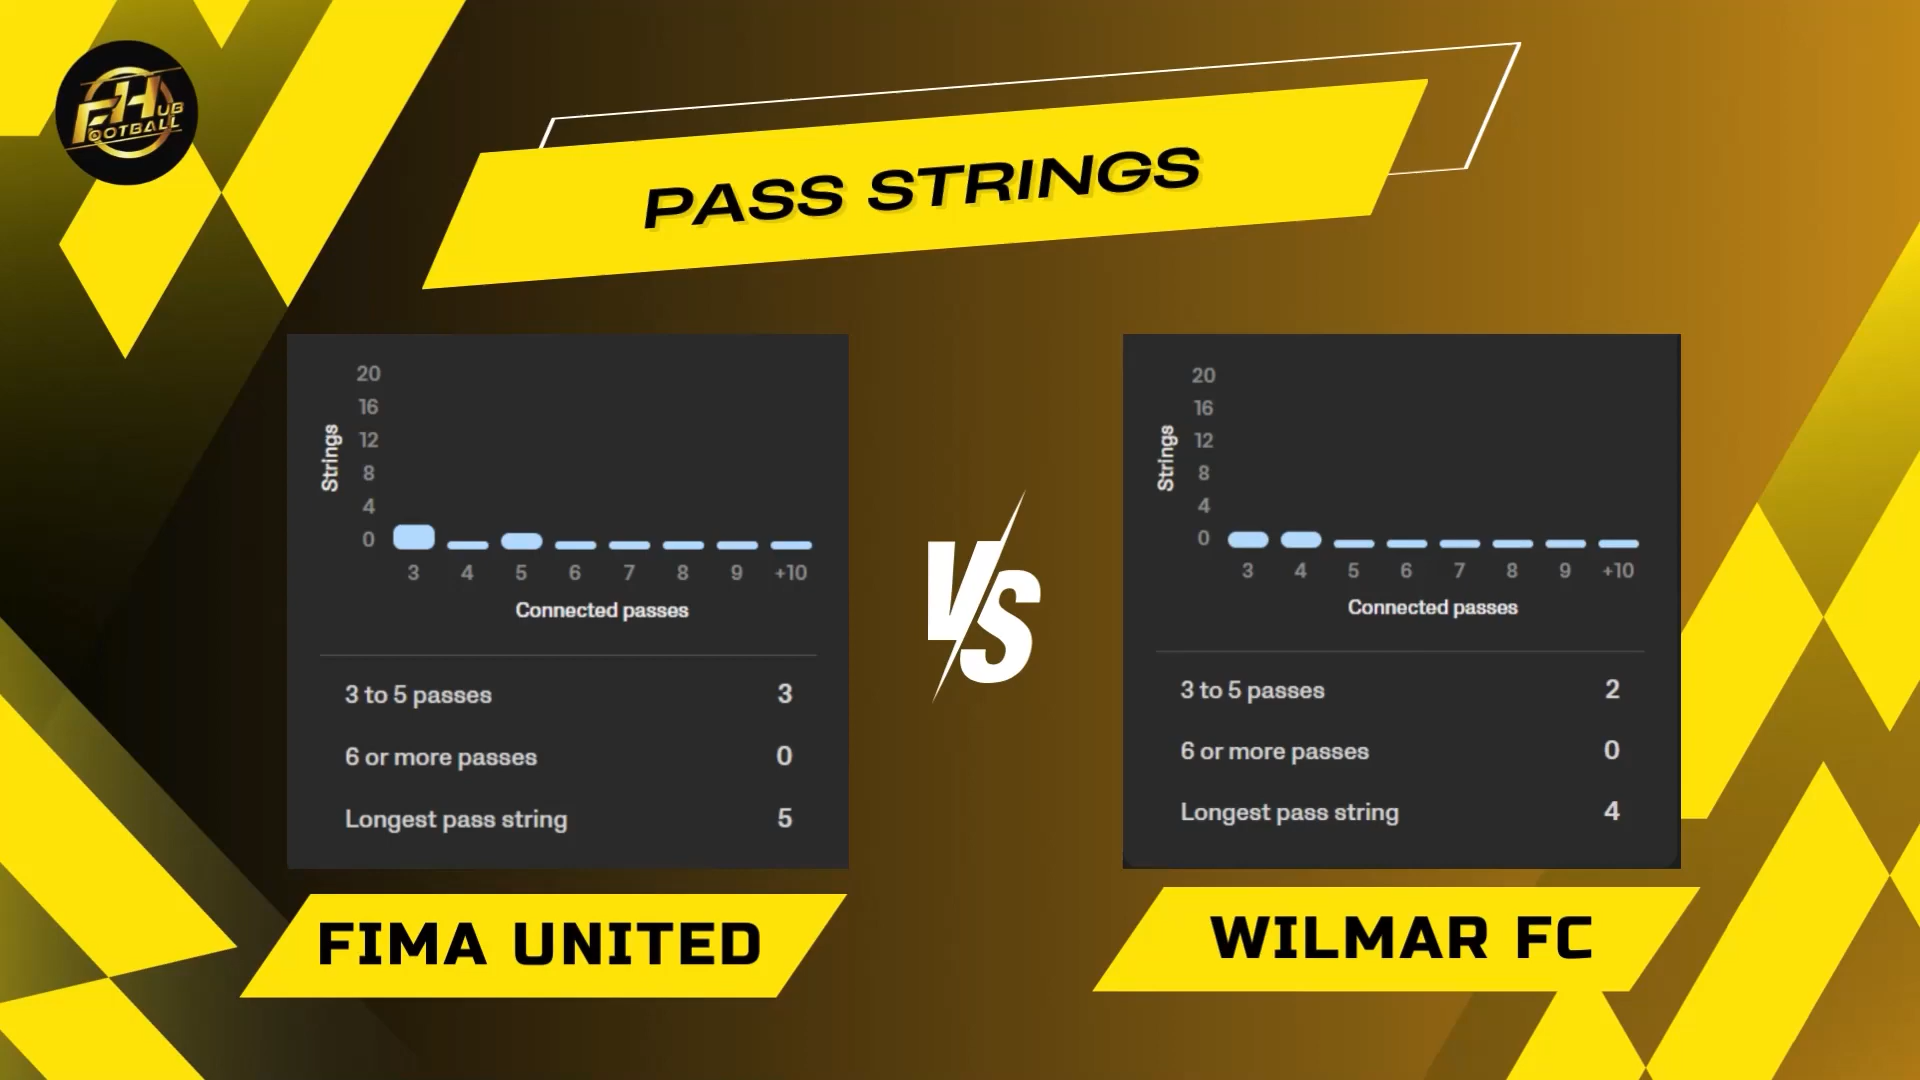 FHUB
FOOTBALL
PASS STRINGS
Strings
20
16
12
8
4
0
3 4 5 6 7 8 9 +10
Connected passes
3 to 5 passes 3
6 or more passes 0
Longest pass string 5
FIMA UNITED
VS
Strings
20
16
12
8
4
0
3 4 5 6 7 8 9 +10
Connected passes
3 to 5 passes 2
6 or more passes 0
Longest pass string 4
WILMAR FC